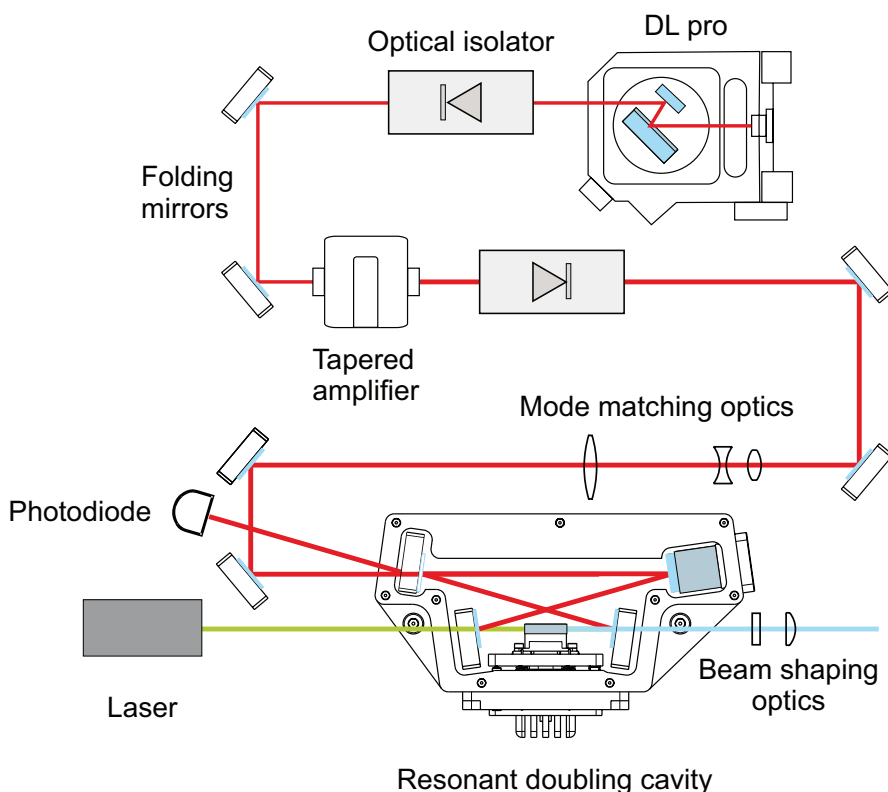 DL pro
Optical isolator
Folding
mirrors
Tapered
amplifier
Mode matching optics
Photodiode
Laser
Beam shaping
optics
Resonant doubling cavity